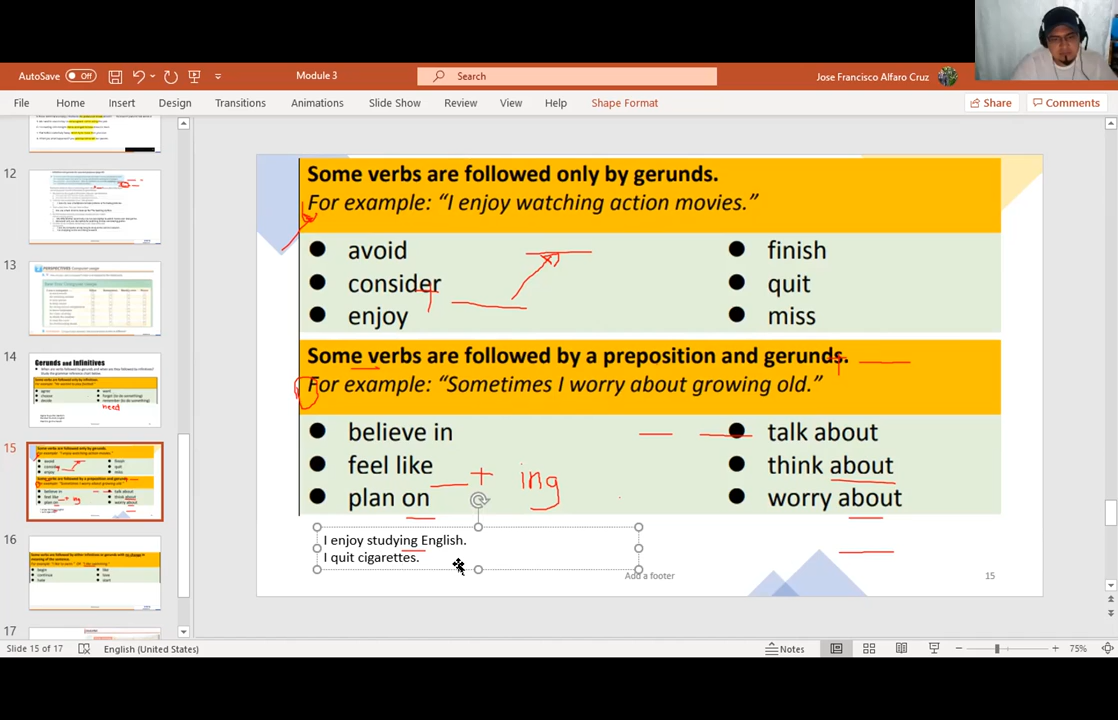 AutoSave Off Module 3 Search Jose Francisco Alfaro Cruz
File Home Insert Design Transitions Animations Slide Show Review View Help Shape Format Share Comments
12
13
14
Gerunds and Infinitives
need
15
16
17
Some verbs are followed only by gerunds.
For example: “I enjoy watching action movies.”
avoid
consider
enjoy
finish
quit
miss
Some verbs are followed by a preposition and gerunds.
For example: “Sometimes I worry about growing old.”
believe in
feel like
plan on
+ ing
talk about
think about
worry about
I enjoy studying English.
I quit cigarettes.
Add a footer
15
Slide 15 of 17 English (United States) Notes 75%